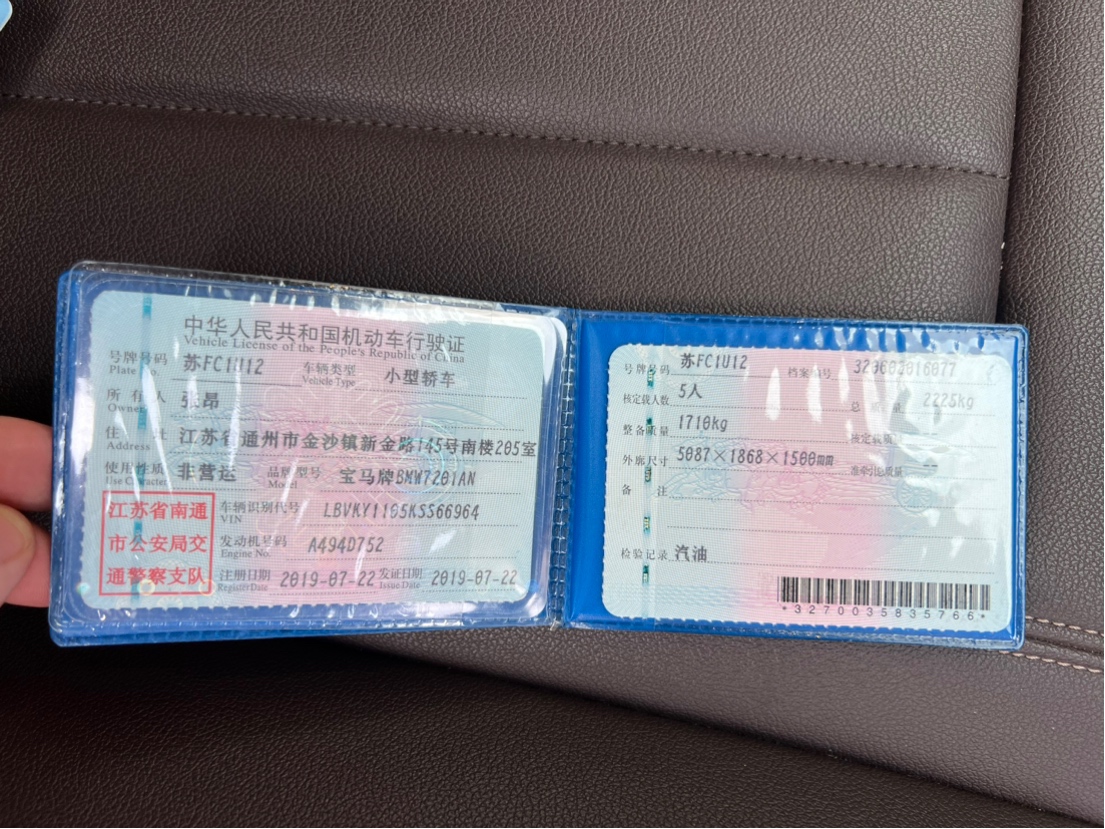 中华人民共和国机动车行驶证
Vehicle License of the People's Republic of China
号牌号码 苏FC1U12 车辆类型 小型轿车
Plate No. Vehicle Type
所有人 张昂
Owner
住址 江苏省通州市金沙镇新金路145号南楼205室
Address
使用性质 非营运 品牌型号 宝马牌BMW7201AN
Use Character Model
江苏省南通
市公安局交
通警察支队
车辆识别代号 LBVKY1105KSS66964
VIN
发动机号码 A494D752
Engine No.
注册日期 2019-07-22 发证日期 2019-07-22
Register Date Issue Date
号牌号码 苏FC1U12 档案编号
核定载人数 5人 总质量 2225kg
整备质量 1710kg 核定载质量
外廓尺寸 5087×1868×1500mm 准牵引总质量 --
备注
检验记录 汽油
*3270035835766*